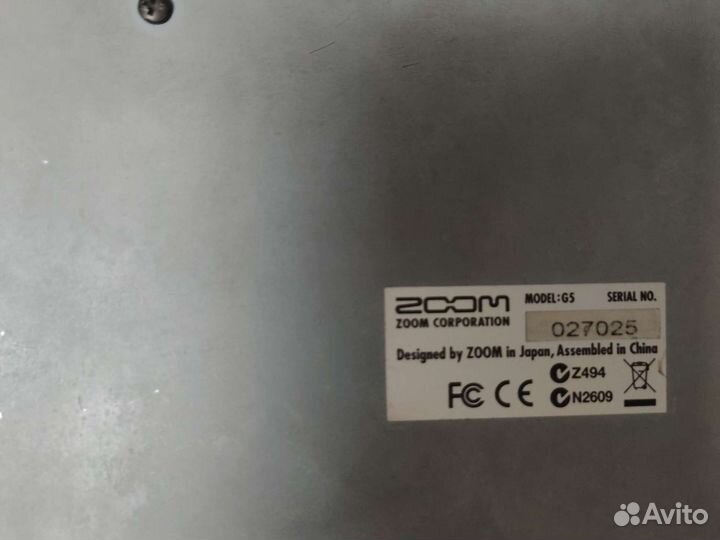 ZOOM MODEL:G5 SERIAL NO.
ZOOM CORPORATION 027025
Designed by ZOOM in Japan, Assembled in China
FC CE Z494
N2609
Avito